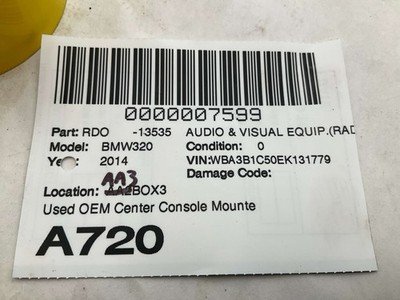 0000007599
Part: RDO -13535 AUDIO & VISUAL EQUIP.(RAD
Model: BMW320 Condition: 0
Year: 2014 VIN:WBA3B1C50EK131779
Damage Code:
113
Location: AA2BOX3
Used OEM Center Console Mounte
A720